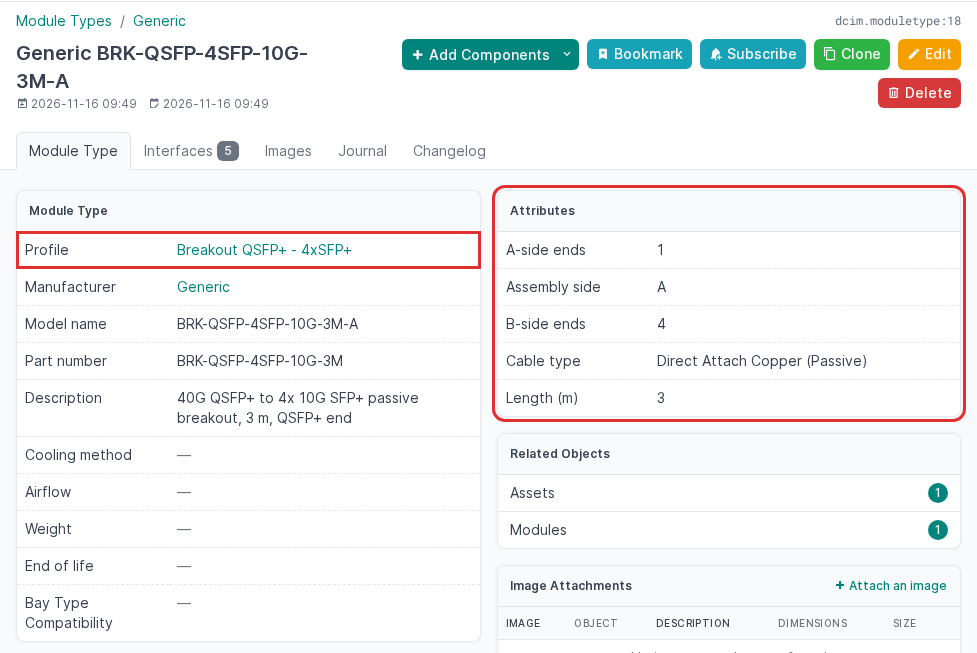 Module Types / Generic
dcim.moduletype:18
Generic BRK-QSFP-4SFP-10G-
3M-A
2026-11-16 09:49 2026-11-16 09:49
+ Add Components
Bookmark
Subscribe
Clone
Edit
Delete
Module Type
Interfaces 5
Images
Journal
Changelog
Module Type
Profile Breakout QSFP+ - 4xSFP+
Manufacturer Generic
Model name BRK-QSFP-4SFP-10G-3M-A
Part number BRK-QSFP-4SFP-10G-3M
Description 40G QSFP+ to 4x 10G SFP+ passive
breakout, 3 m, QSFP+ end
Cooling method —
Airflow —
Weight —
End of life —
Bay Type —
Compatibility
Attributes
A-side ends 1
Assembly side A
B-side ends 4
Cable type Direct Attach Copper (Passive)
Length (m) 3
Related Objects
Assets 1
Modules 1
Image Attachments
+ Attach an image
IMAGE OBJECT DESCRIPTION DIMENSIONS SIZE